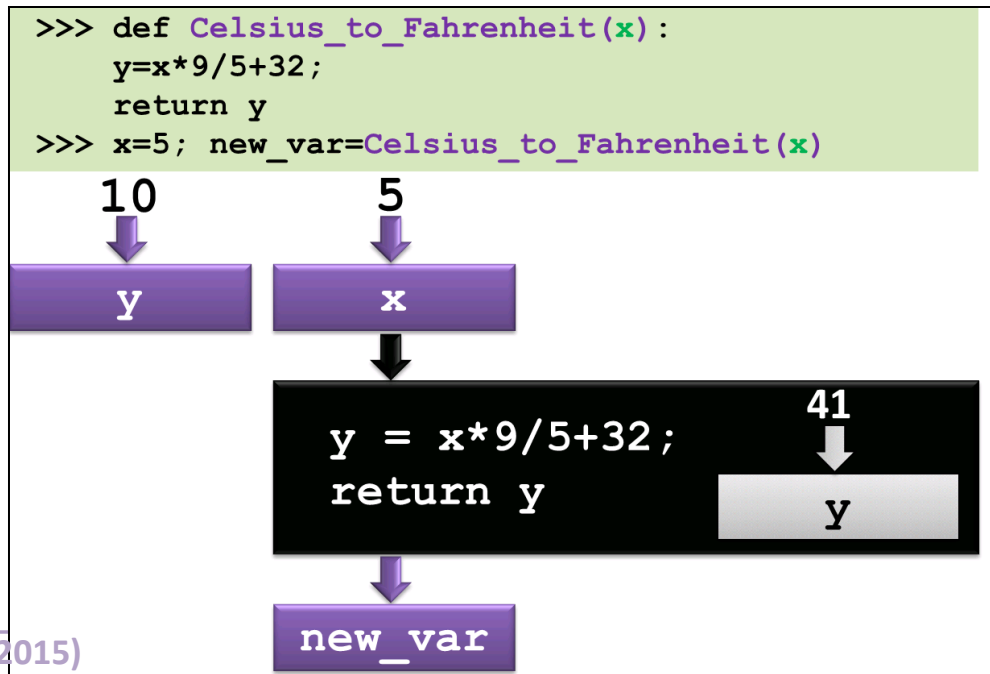 >>> def Celsius_to_Fahrenheit(x):
    y=x*9/5+32;
    return y
>>> x=5; new_var=Celsius_to_Fahrenheit(x)
10 5
y x
41
y = x*9/5+32;
return y
y
new_var
2015)